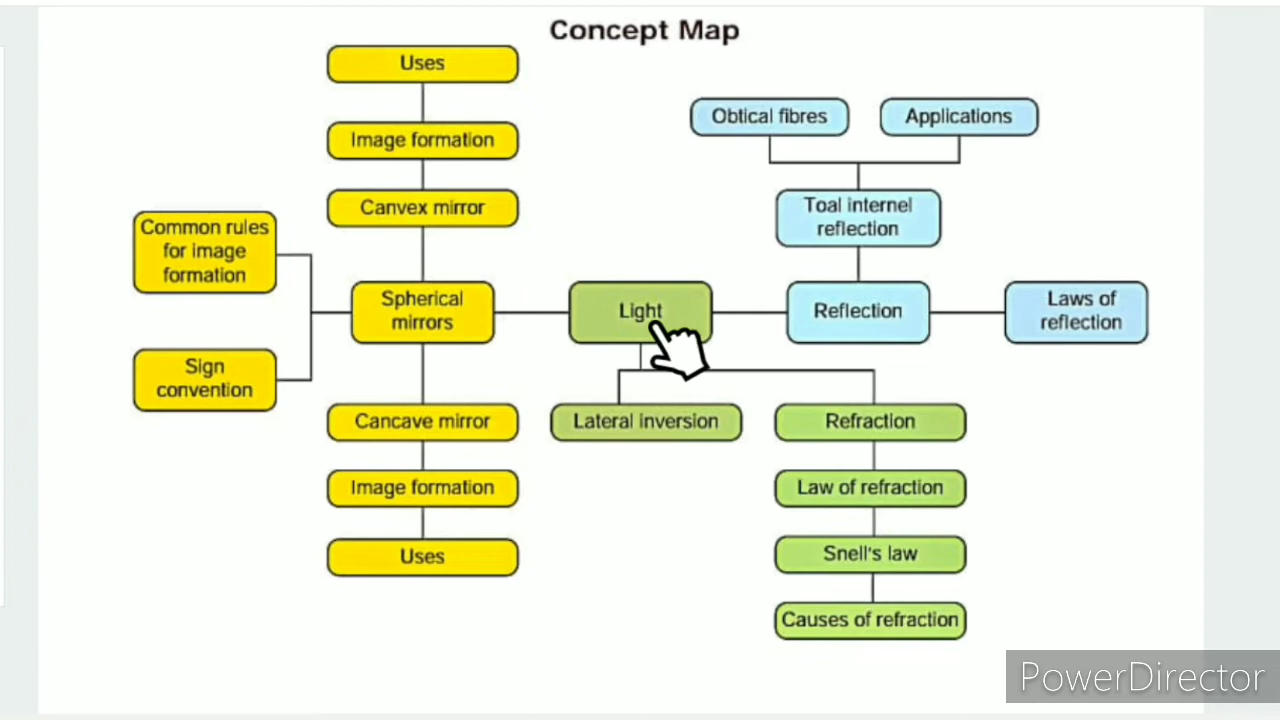 Concept Map
Uses
Image formation
Canvex mirror
Common rules
for image
formation
Sign
convention
Spherical
mirrors
Cancave mirror
Image formation
Uses
Light
Lateral inversion
Obtical fibres
Applications
Toal internel
reflection
Reflection
Laws of
reflection
Refraction
Law of refraction
Snell's law
Causes of refraction
PowerDirector